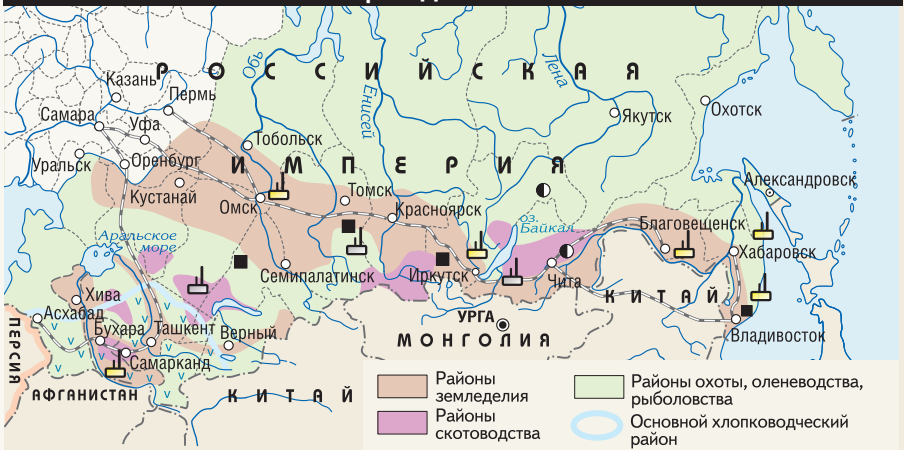 РОССИЙСКАЯ
ИМПЕРИЯ
Обь
Енисей
Лена
Казань
Пермь
Самара
Уфа
Уральск
Оренбург
Тобольск
Кустанай
Омск
Томск
Красноярск
Якутск
Охотск
Александровск
оз.
Байкал
Благовещенск
Хабаровск
Аральское
море
Семипалатинск
Иркутск
Чита
КИТАЙ
Хива
Асхабад
Бухара
Ташкент
Верный
Самарканд
УРГА
МОНГОЛИЯ
Владивосток
ПЕРСИЯ
АФГАНИСТАН
КИТАЙ
Районы
земледелия
Районы
скотоводства
Районы охоты, оленеводства,
рыболовства
Основной хлопководческий
район